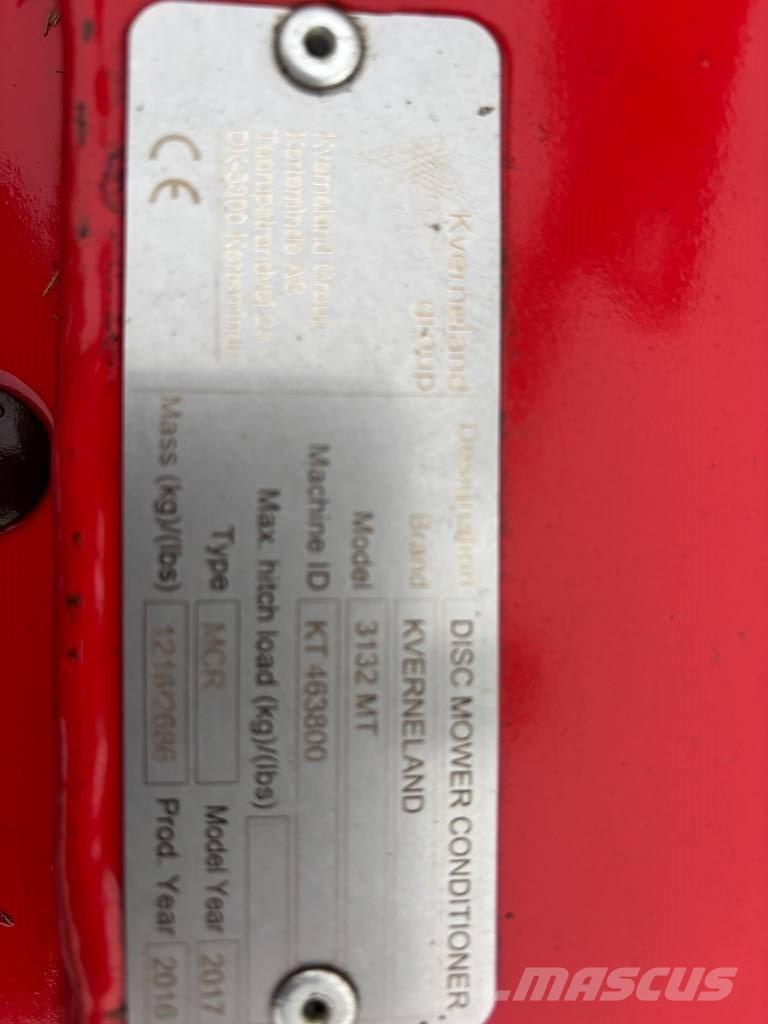 Kverneland
group
Kverneland Group
Kerteminde AS
DK-5300 Kerteminde
CE
Designation DISC MOWER CONDITIONER
Brand KVERNELAND
Model 3132 MT
Machine ID KT 463800
Max. hitch load (kg)/(lbs)
Type MCR Model Year 2017
Mass (kg)/(lbs) Prod. Year 2016
MASCUS